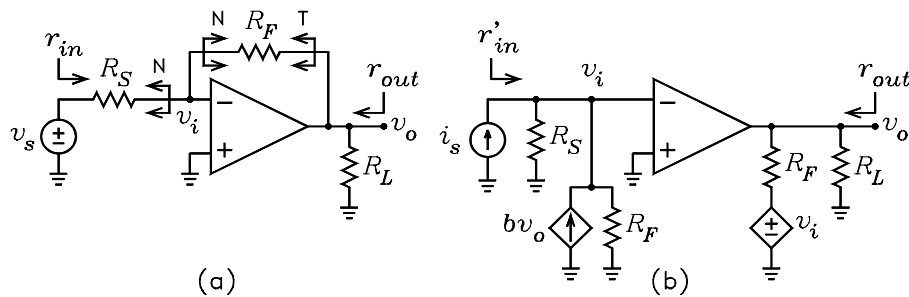 r_in
N
R_F
T
R_S
N
r_out
v_i
v_s
v_o
R_L
±
−
+
(a)
r'_in
v_i
r_out
i_s
R_S
v_o
R_F
R_L
bv_o
R_F
v_i
±
−
+
(b)